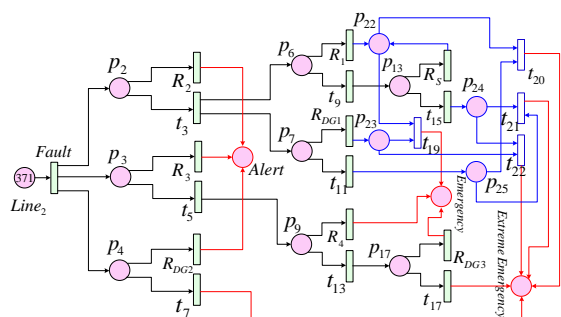 p22
p6
R1
p13
RS
t20
p2
R2
t9
p24
t3
RDG1
p23
t15
t21
p7
t19
t22
Fault
p3
R3
Alert
t11
p25
371
Line2
t5
p9
R4
Emergency
p4
RDG2
p17
RDG3
Extreme Emergency
t13
t7
t17